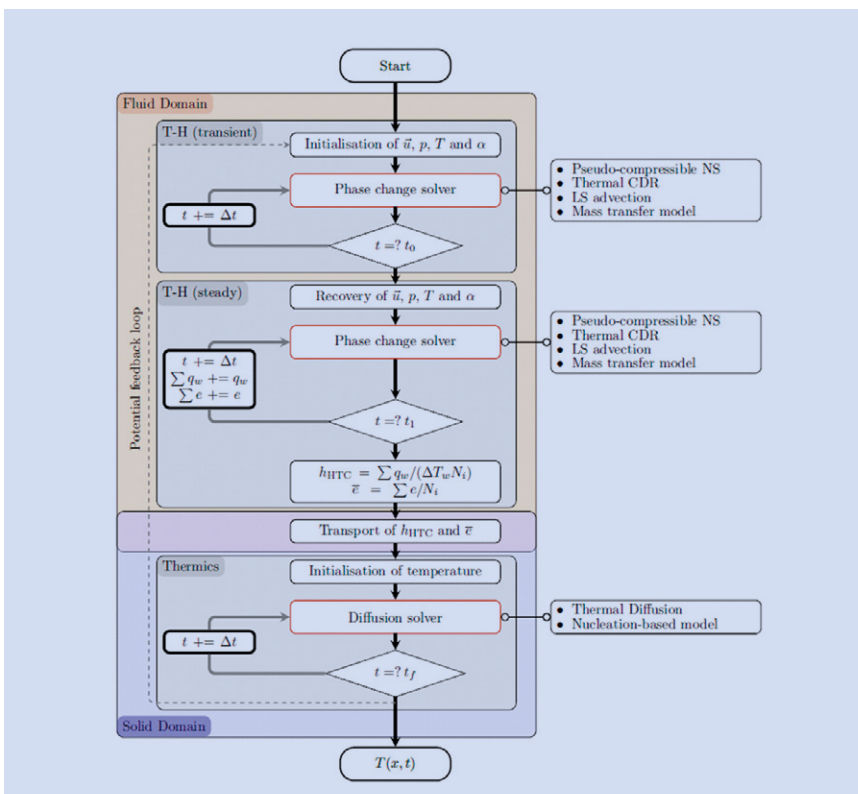 Start
Fluid Domain
T-H (transient)
Initialisation of u⃗, p, T and α
Phase change solver
• Pseudo-compressible NS
• Thermal CDR
• LS advection
• Mass transfer model
t += Δt
t =? t₀
T-H (steady)
Recovery of u⃗, p, T and α
Phase change solver
• Pseudo-compressible NS
• Thermal CDR
• LS advection
• Mass transfer model
t += Δt
∑ q_w += q_w
∑ e += e
t =? t₁
Potential feedback loop
h_HTC = ∑ q_w/(ΔT_w N_i)
e̅ = ∑ e/N_i
Transport of h_HTC and e̅
Thermics
Initialisation of temperature
Diffusion solver
• Thermal Diffusion
• Nucleation-based model
t += Δt
t =? t_f
Solid Domain
T(x, t)